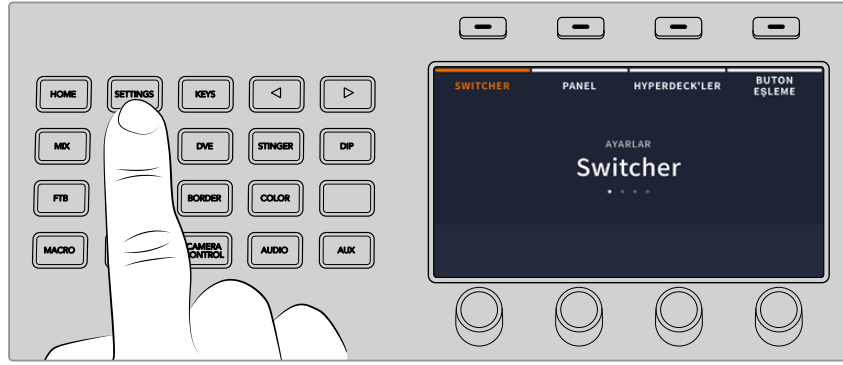 HOME
SETTINGS
KEYS
MIX
DVE
STINGER
DIP
FTB
BORDER
COLOR
MACRO
CAMERA
CONTROL
AUDIO
AUX
SWITCHER
PANEL
HYPERDECK'LER
BUTON
EŞLEME
AYARLAR
Switcher